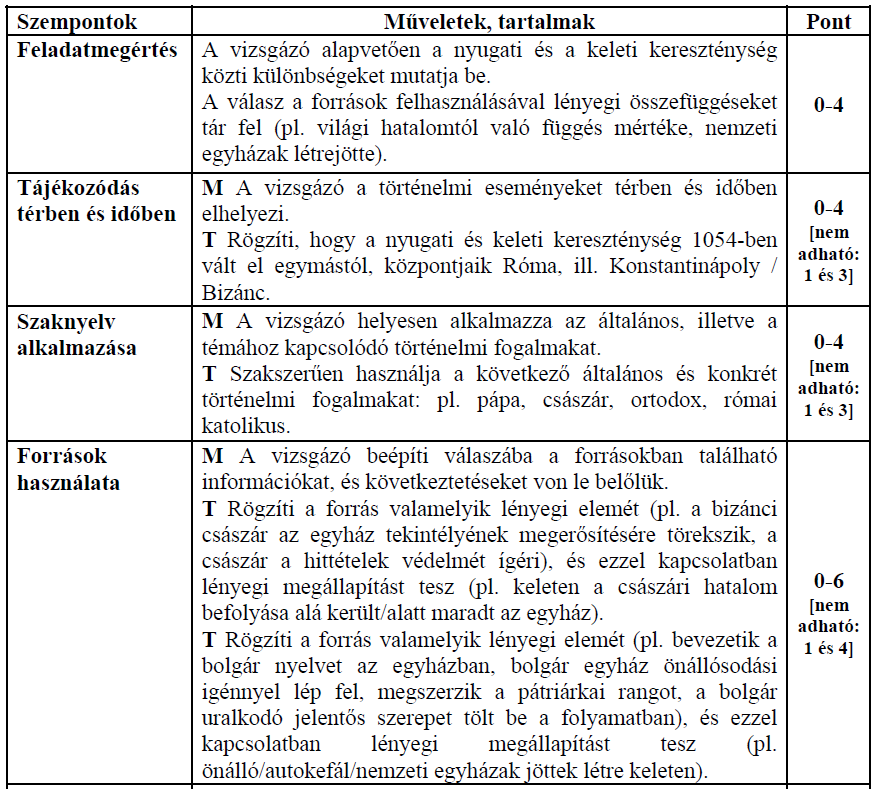 Szempontok Műveletek, tartalmak Pont
Feladatmegértés
A vizsgázó alapvetően a nyugati és a keleti kereszténység
közti különbségeket mutatja be.
A válasz a források felhasználásával lényegi összefüggéseket
tár fel (pl. világi hatalomtól való függés mértéke, nemzeti
egyházak létrejötte).
0-4
Tájékozódás
térben és időben
M A vizsgázó a történelmi eseményeket térben és időben
elhelyezi.
T Rögzíti, hogy a nyugati és keleti kereszténység 1054-ben
vált el egymástól, központjaik Róma, ill. Konstantinápoly /
Bizánc.
0-4
[nem
adható:
1 és 3]
Szaknyelv
alkalmazása
M A vizsgázó helyesen alkalmazza az általános, illetve a
témához kapcsolódó történelmi fogalmakat.
T Szakszerűen használja a következő általános és konkrét
történelmi fogalmakat: pl. pápa, császár, ortodox, római
katolikus.
0-4
[nem
adható:
1 és 3]
Források
használata
M A vizsgázó beépíti válaszába a forrásokban található
információkat, és következtetéseket von le belőlük.
T Rögzíti a forrás valamelyik lényegi elemét (pl. a bizánci
császár az egyház tekintélyének megerősítésére törekszik, a
császár a hittételek védelmét ígéri), és ezzel kapcsolatban
lényegi megállapítást tesz (pl. keleten a császári hatalom
befolyása alá került/alatt maradt az egyház).
T Rögzíti a forrás valamelyik lényegi elemét (pl. bevezetik a
bolgár nyelvet az egyházban, bolgár egyház önállósodási
igénnyel lép fel, megszerzik a pátriárkai rangot, a bolgár
uralkodó jelentős szerepet tölt be a folyamatban), és ezzel
kapcsolatban lényegi megállapítást tesz (pl.
önálló/autokefál/nemzeti egyházak jöttek létre keleten).
0-6
[nem
adható:
1 és 4]